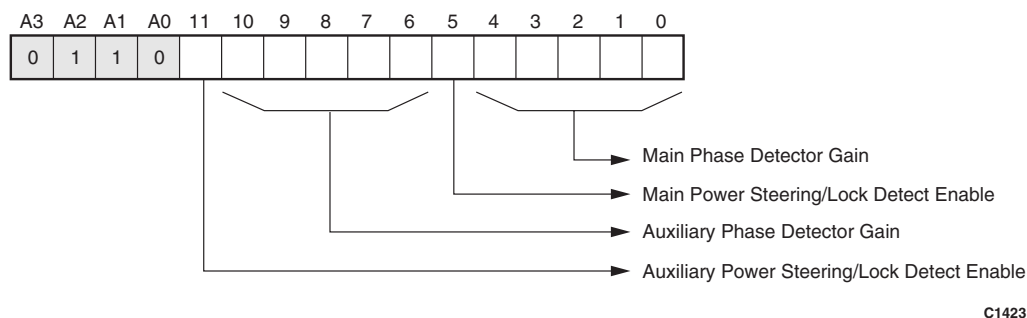 A3 A2 A1 A0 11 10 9 8 7 6 5 4 3 2 1 0
0 1 1 0
Main Phase Detector Gain
Main Power Steering/Lock Detect Enable
Auxiliary Phase Detector Gain
Auxiliary Power Steering/Lock Detect Enable
C1423